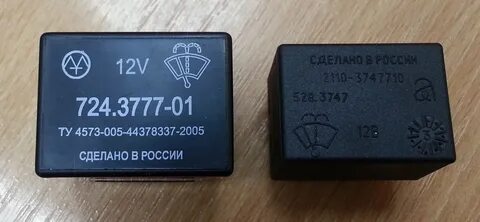 12V
724.3777-01
ТУ 4573-005-44378337-2005
СДЕЛАНО В РОССИИ
СДЕЛАНО В РОССИИ
2110-3747710
528.3747
12В